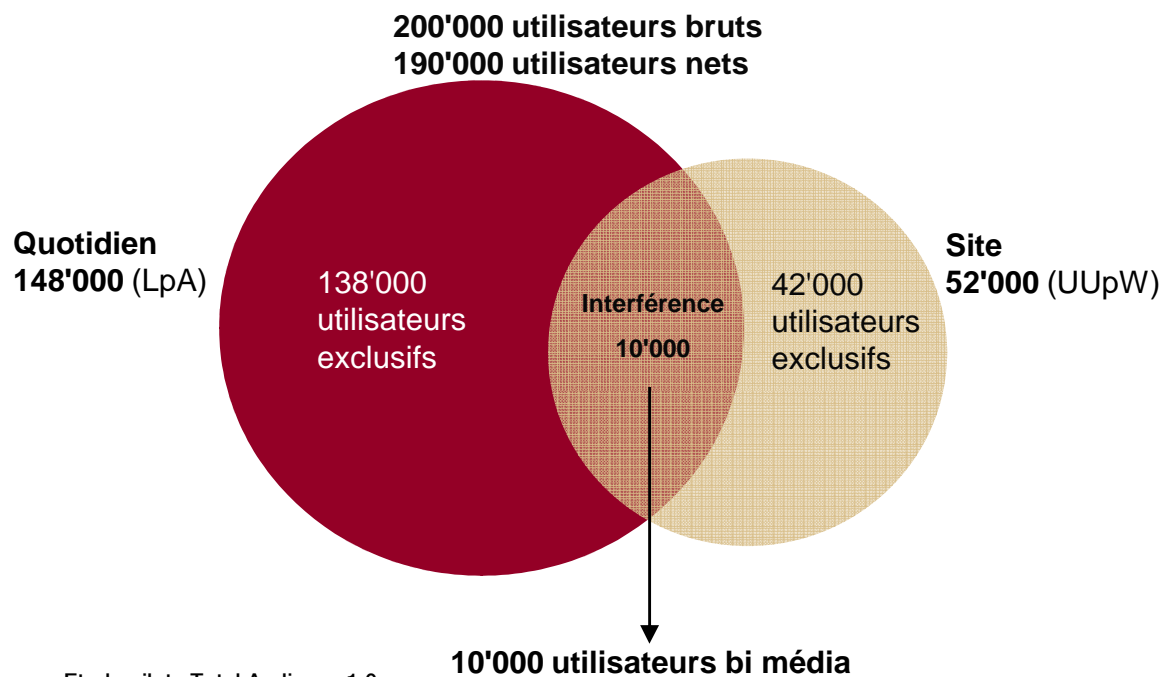 200'000 utilisateurs bruts
190'000 utilisateurs nets
Quotidien
148'000 (LpA)
138'000
utilisateurs
exclusifs
Interférence
10'000
42'000
utilisateurs
exclusifs
Site
52'000 (UUpW)
10'000 utilisateurs bi média